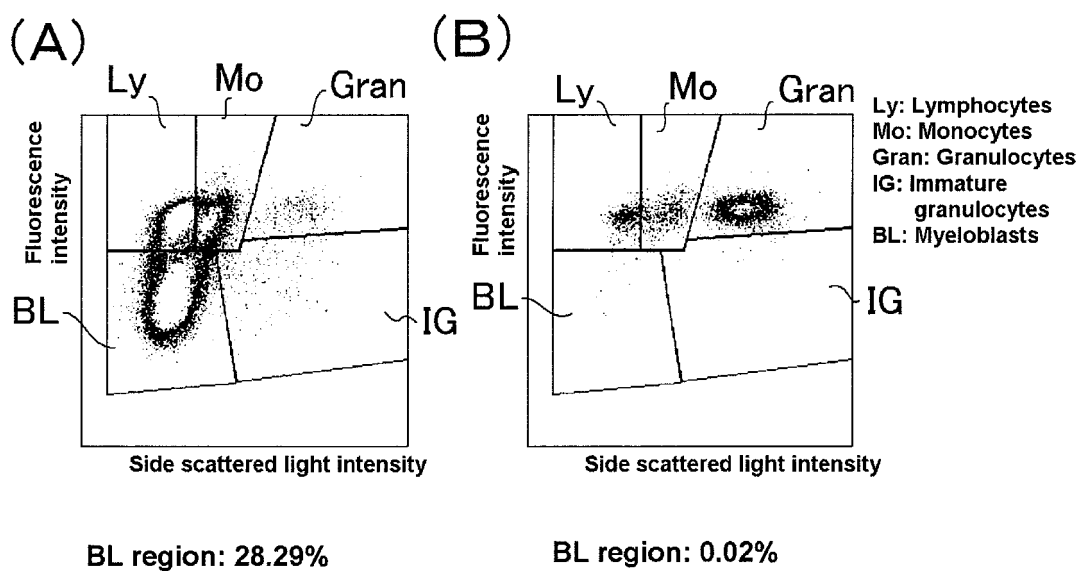 (A)
Ly
Mo
Gran
Fluorescence
intensity
BL
IG
Side scattered light intensity
BL region: 28.29%
(B)
Ly
Mo
Gran
Fluorescence
intensity
BL
IG
Side scattered light intensity
BL region: 0.02%
Ly: Lymphocytes
Mo: Monocytes
Gran: Granulocytes
IG: Immature
granulocytes
BL: Myeloblasts